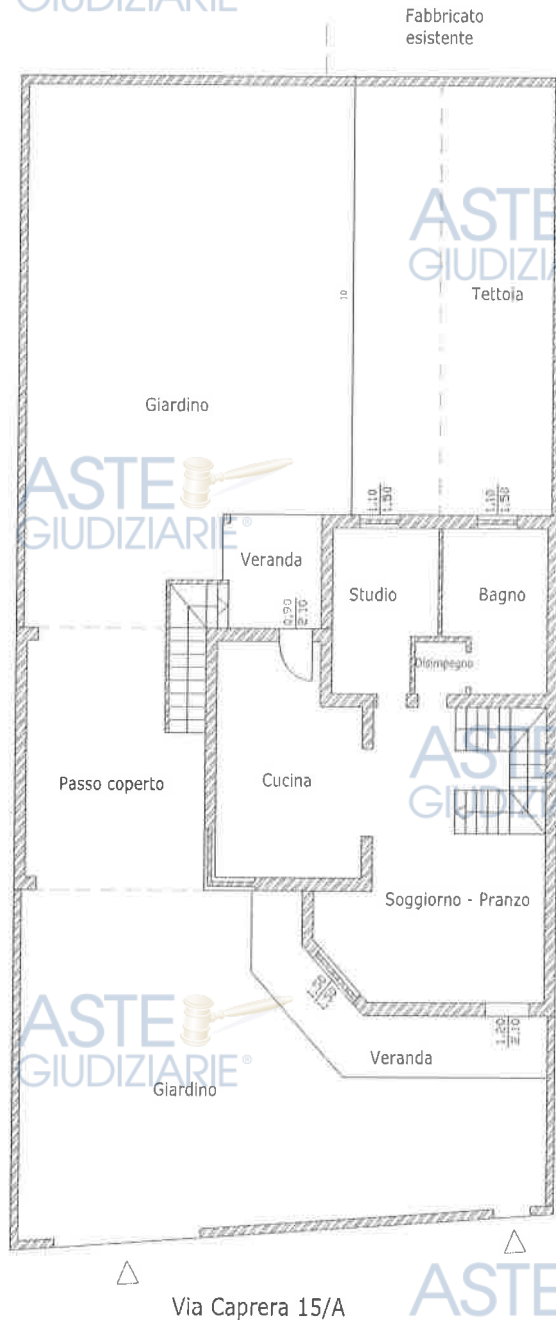 GIUDIZIARIE®
Fabbricato
esistente
ASTE
GIUDIZIA
Tettoia
10
Giardino
ASTE
GIUDIZIARIE®
1.10
1.50
1.10
1.50
Veranda
0.90
2.10
Studio
Bagno
Disimpegno
ASTE
GIUDIZI
Passo coperto
Cucina
Soggiorno - Pranzo
ASTE
GIUDIZIARIE®
1.20
2.10
Veranda
Giardino
Via Caprera 15/A
ASTE